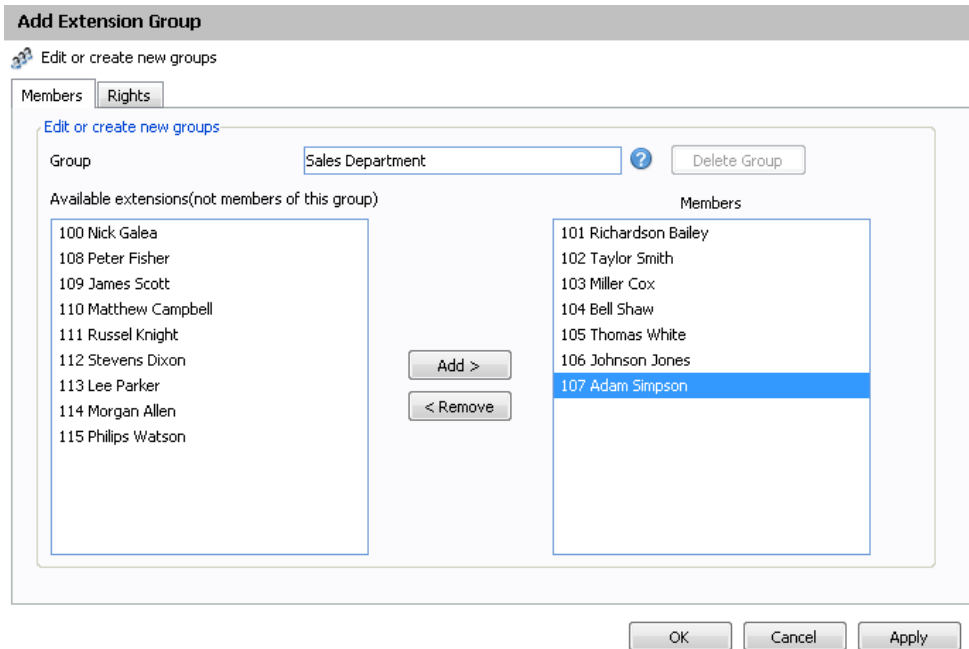 Add Extension Group
Edit or create new groups
Members Rights
Edit or create new groups
Group Sales Department ? Delete Group
Available extensions(not members of this group)
100 Nick Galea
108 Peter Fisher
109 James Scott
110 Matthew Campbell
111 Russel Knight
112 Stevens Dixon
113 Lee Parker
114 Morgan Allen
115 Philips Watson
Add >
< Remove
Members
101 Richardson Bailey
102 Taylor Smith
103 Miller Cox
104 Bell Shaw
105 Thomas White
106 Johnson Jones
107 Adam Simpson
OK Cancel Apply